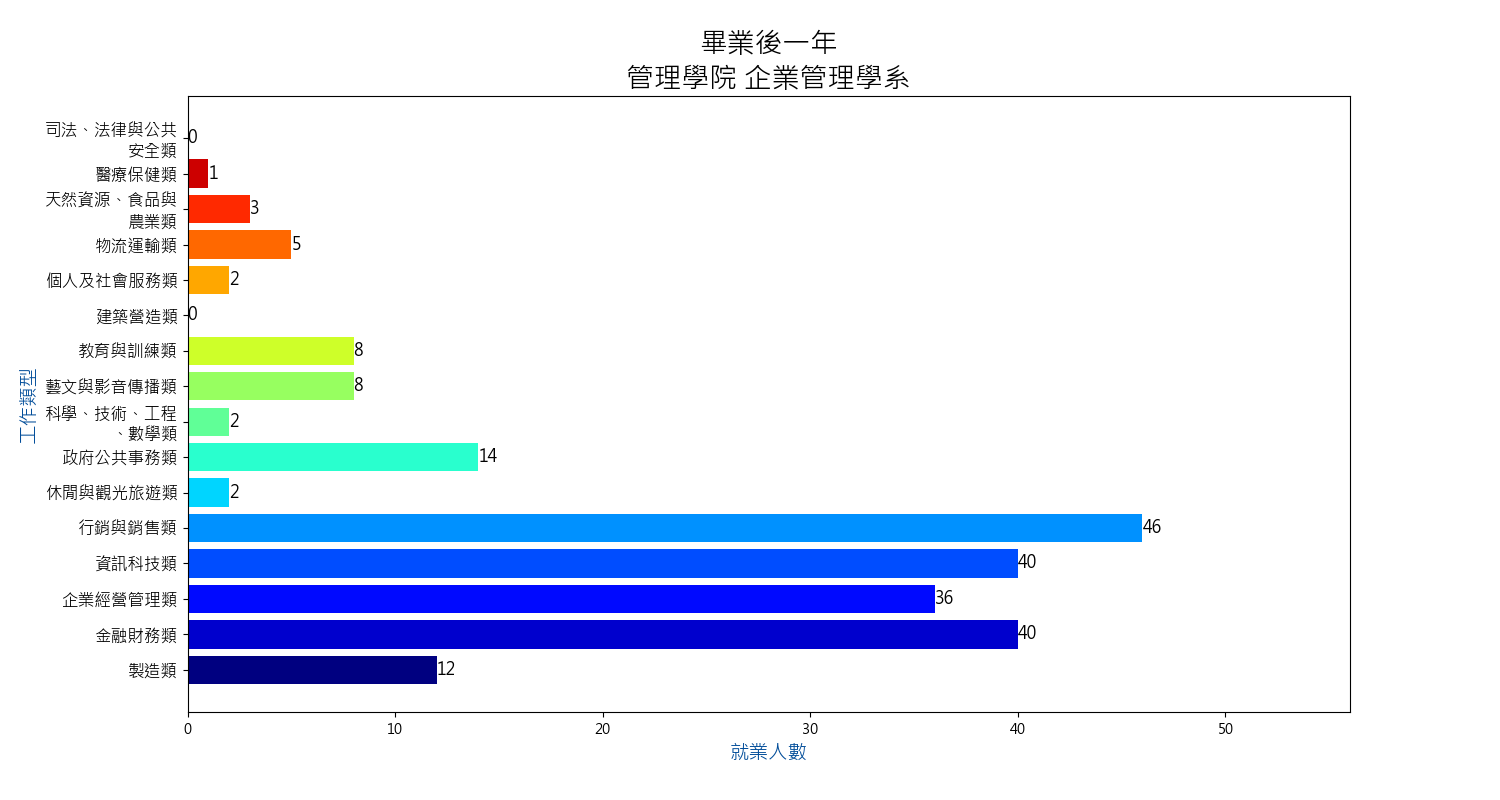 畢業後一年
管理學院 企業管理學系
工作類型
司法、法律與公共
安全類
0
醫療保健類
1
天然資源、食品與
農業類
3
物流運輸類
5
個人及社會服務類
2
建築營造類
0
教育與訓練類
8
藝文與影音傳播類
8
科學、技術、工程
、數學類
2
政府公共事務類
14
休閒與觀光旅遊類
2
行銷與銷售類
46
資訊科技類
40
企業經營管理類
36
金融財務類
40
製造類
12
0 10 20 30 40 50
就業人數